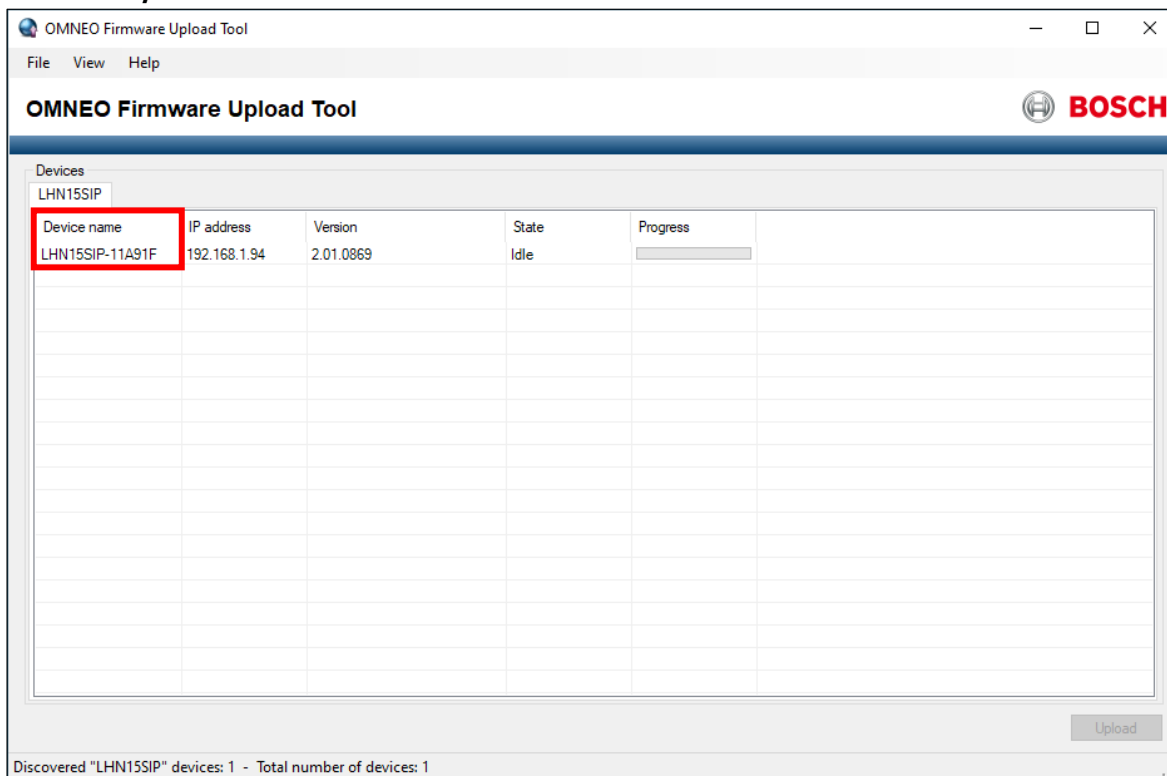 OMNEO Firmware Upload Tool
File View Help
OMNEO Firmware Upload Tool
BOSCH
Devices
LHN15SIP
Device name IP address Version State Progress
LHN15SIP-11A91F 192.168.1.94 2.01.0869 Idle
Upload
Discovered "LHN15SIP" devices: 1 - Total number of devices: 1